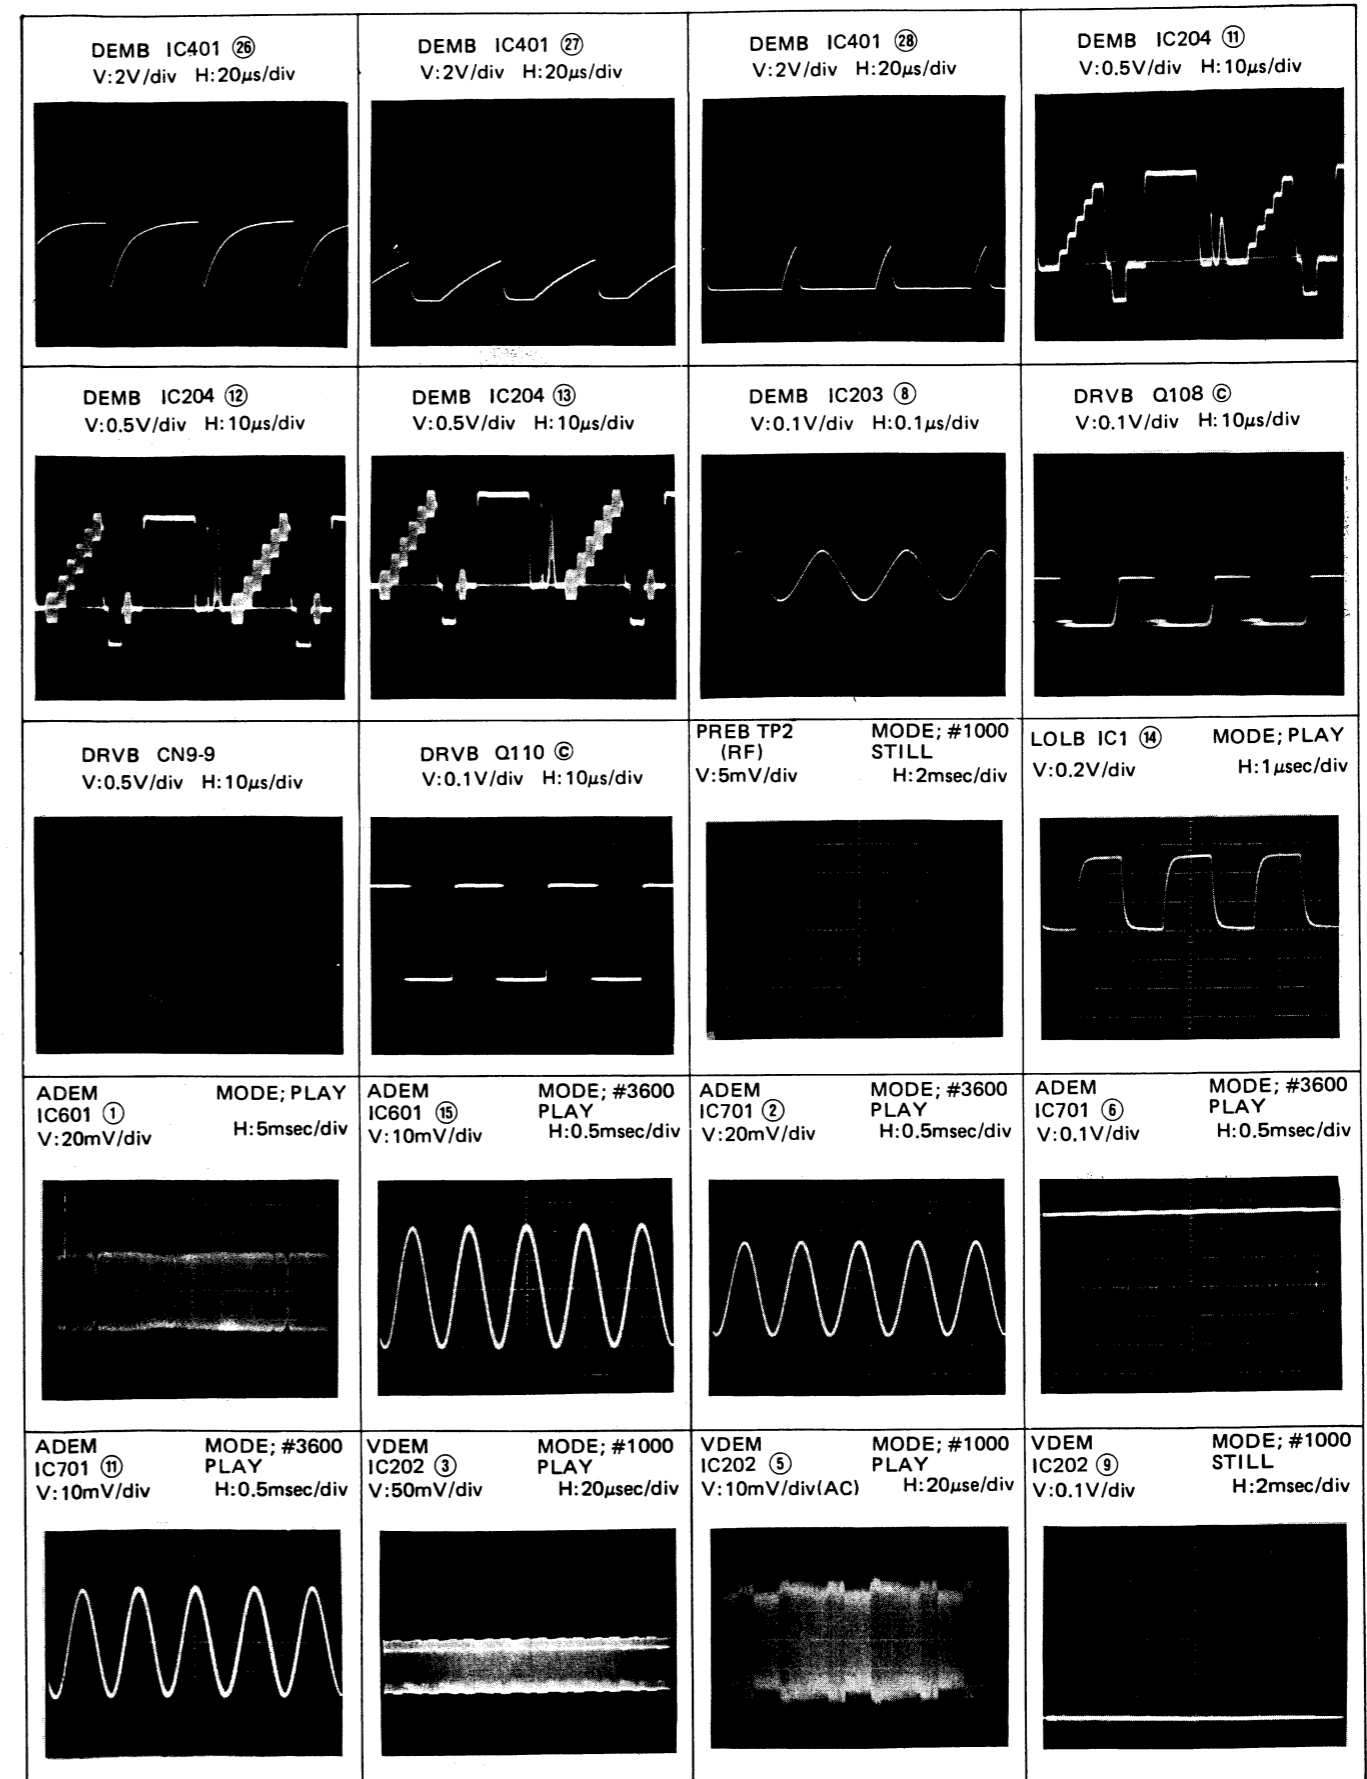 DEMB IC401 ㉖
V:2V/div H:20μs/div
DEMB IC401 ㉗
V:2V/div H:20μs/div
DEMB IC401 ㉘
V:2V/div H:20μs/div
DEMB IC204 ⑪
V:0.5V/div H:10μs/div
DEMB IC204 ⑫
V:0.5V/div H:10μs/div
DEMB IC204 ⑬
V:0.5V/div H:10μs/div
DEMB IC203 ⑧
V:0.1V/div H:0.1μs/div
DRVB Q108 Ⓒ
V:0.1V/div H:10μs/div
DRVB CN9-9
V:0.5V/div H:10μs/div
DRVB Q110 Ⓒ
V:0.1V/div H:10μs/div
PREB TP2 MODE; #1000
(RF) STILL
V:5mV/div H:2msec/div
LOLB IC1 ⑭ MODE; PLAY
V:0.2V/div H:1μsec/div
ADEM MODE; PLAY
IC601 ①
V:20mV/div H:5msec/div
ADEM MODE; #3600
IC601 ⑮ PLAY
V:10mV/div H:0.5msec/div
ADEM MODE; #3600
IC701 ② PLAY
V:20mV/div H:0.5msec/div
ADEM MODE; #3600
IC701 ⑥ PLAY
V:0.1V/div H:0.5msec/div
ADEM MODE; #3600
IC701 ⑪ PLAY
V:10mV/div H:0.5msec/div
VDEM MODE; #1000
IC202 ③ PLAY
V:50mV/div H:20μsec/div
VDEM MODE; #1000
IC202 ⑤ PLAY
V:10mV/div(AC) H:20μse/div
VDEM MODE; #1000
IC202 ⑨ STILL
V:0.1V/div H:2msec/div